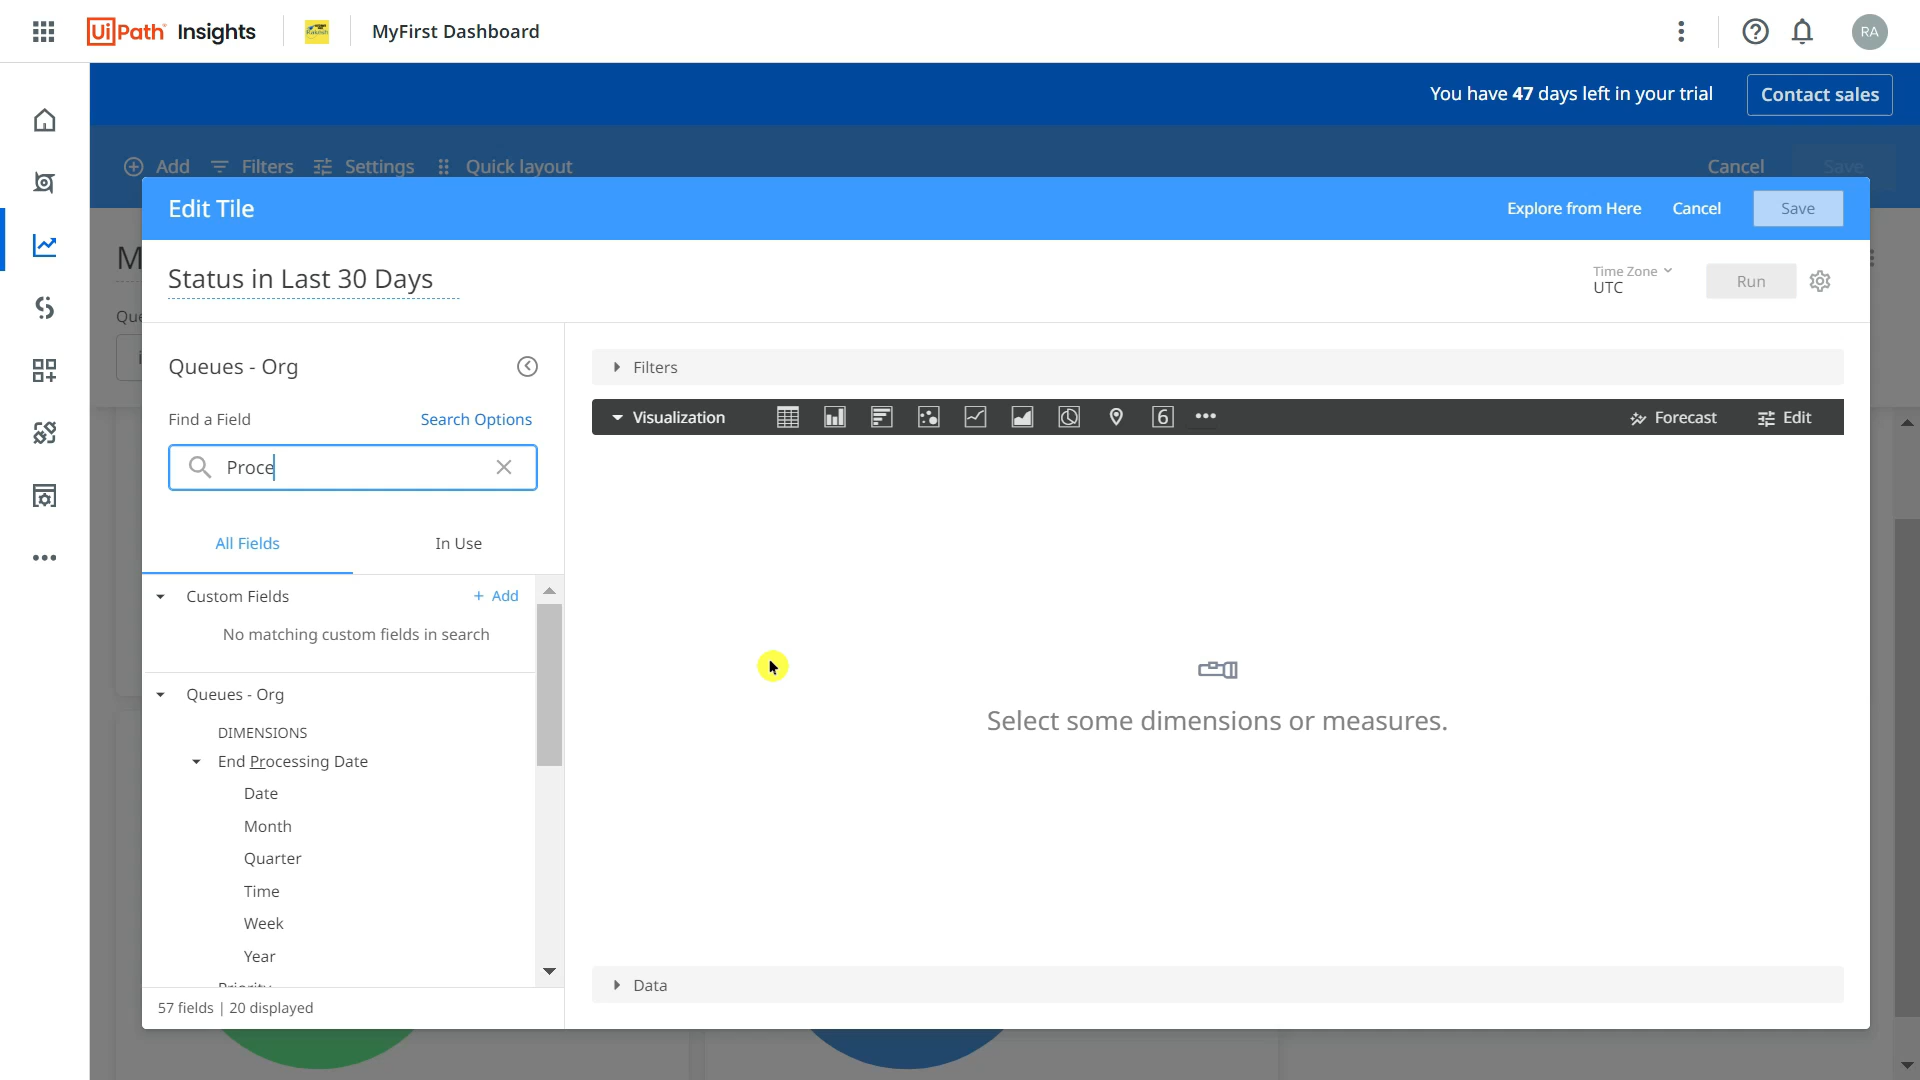 UiPath Insights MyFirst Dashboard RA
You have 47 days left in your trial Contact sales
Add Filters Settings Quick layout Cancel Save
Edit Tile Explore from Here Cancel Save
Status in Last 30 Days Time Zone UTC Run
Queues - Org
Find a Field Search Options
Proce
All Fields In Use
Custom Fields + Add
No matching custom fields in search
Queues - Org
DIMENSIONS
End Processing Date
Date
Month
Quarter
Time
Week
Year
Priority
57 fields | 20 displayed
Filters
Visualization 6 Forecast Edit
Select some dimensions or measures.
Data